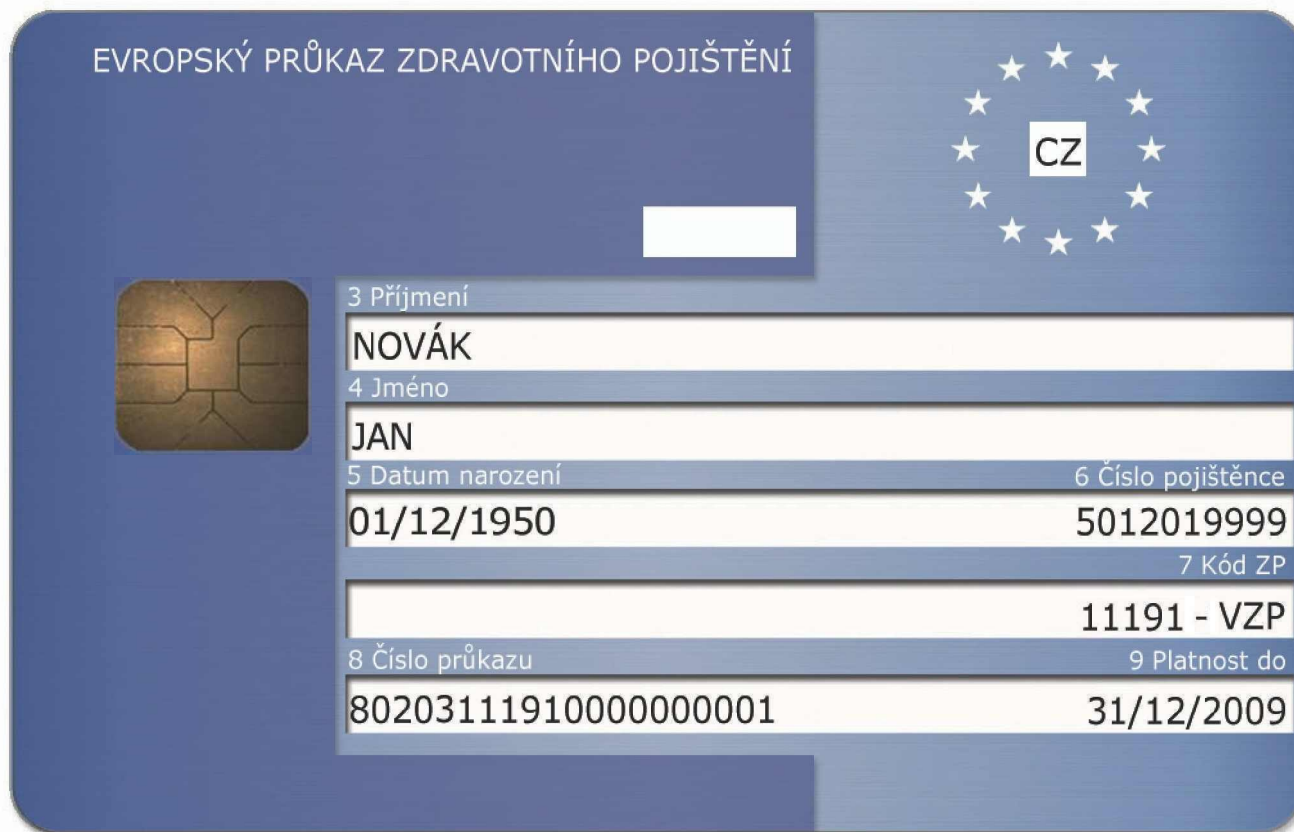 EVROPSKÝ PRŮKAZ ZDRAVOTNÍHO POJIŠTĚNÍ
CZ
3 Příjmení
NOVÁK
4 Jméno
JAN
5 Datum narození 6 Číslo pojištěnce
01/12/1950 5012019999
7 Kód ZP
11191 - VZP
8 Číslo průkazu 9 Platnost do
80203111910000000001 31/12/2009